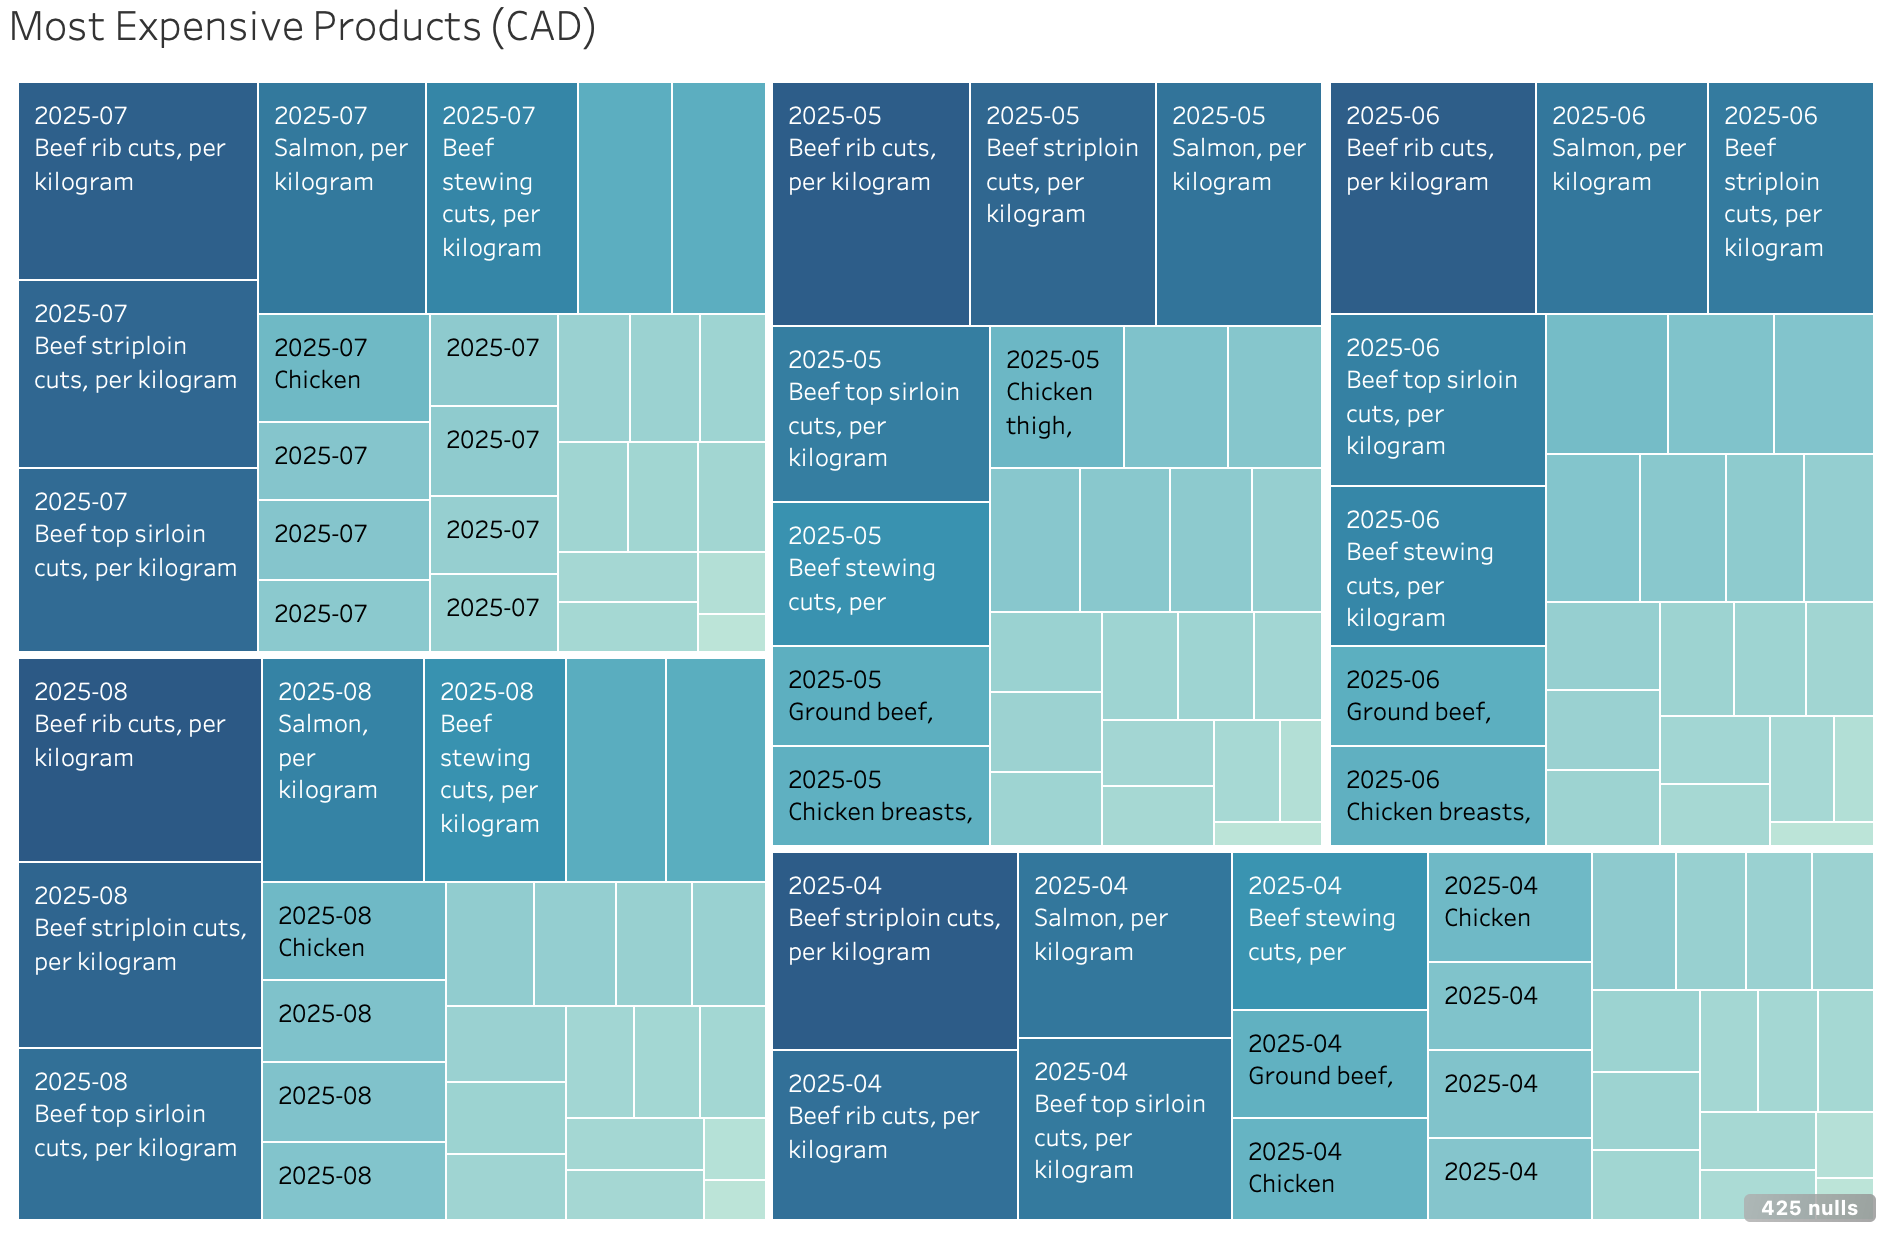 Most Expensive Products (CAD)
2025-07
Beef rib cuts, per
kilogram
2025-07
Beef striploin
cuts, per kilogram
2025-07
Beef top sirloin
cuts, per kilogram
2025-07
Salmon, per
kilogram
2025-07
Beef
stewing
cuts, per
kilogram
2025-07
Chicken
2025-07
2025-07
2025-07
2025-07
2025-07
2025-07
2025-07
2025-08
Beef rib cuts, per
kilogram
2025-08
Beef striploin cuts,
per kilogram
2025-08
Beef top sirloin
cuts, per kilogram
2025-08
Salmon,
per
kilogram
2025-08
Beef
stewing
cuts, per
kilogram
2025-08
Chicken
2025-08
2025-08
2025-08
2025-05
Beef rib cuts,
per kilogram
2025-05
Beef striploin
cuts, per
kilogram
2025-05
Salmon, per
kilogram
2025-05
Beef top sirloin
cuts, per
kilogram
2025-05
Beef stewing
cuts, per
2025-05
Ground beef,
2025-05
Chicken breasts,
2025-05
Chicken
thigh,
2025-06
Beef rib cuts,
per kilogram
2025-06
Salmon, per
kilogram
2025-06
Beef
striploin
cuts, per
kilogram
2025-06
Beef top sirloin
cuts, per
kilogram
2025-06
Beef stewing
cuts, per
kilogram
2025-06
Ground beef,
2025-06
Chicken breasts,
2025-04
Beef striploin cuts,
per kilogram
2025-04
Beef rib cuts, per
kilogram
2025-04
Salmon, per
kilogram
2025-04
Beef top sirloin
cuts, per
kilogram
2025-04
Beef stewing
cuts, per
2025-04
Ground beef,
2025-04
Chicken
2025-04
Chicken
2025-04
2025-04
2025-04
425 nulls